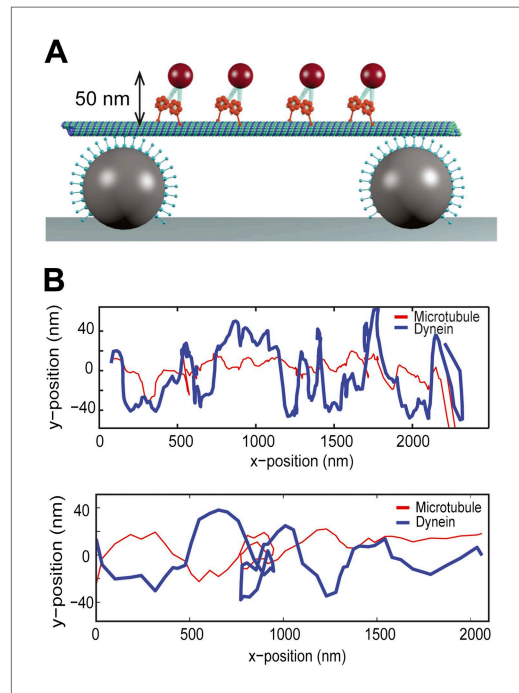 A
50 nm
B
y−position (nm)
40
0
−40
Microtubule
Dynein
0 500 1000 1500 2000
x−position (nm)
y−position (nm)
40
0
−40
Microtubule
Dynein
0 500 1000 1500 2000
x−position (nm)